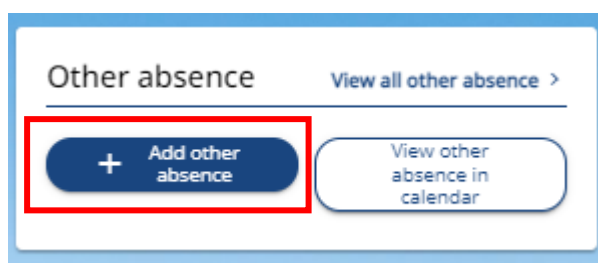 Other absence
View all other absence >
+ Add other
absence
View other
absence in
calendar